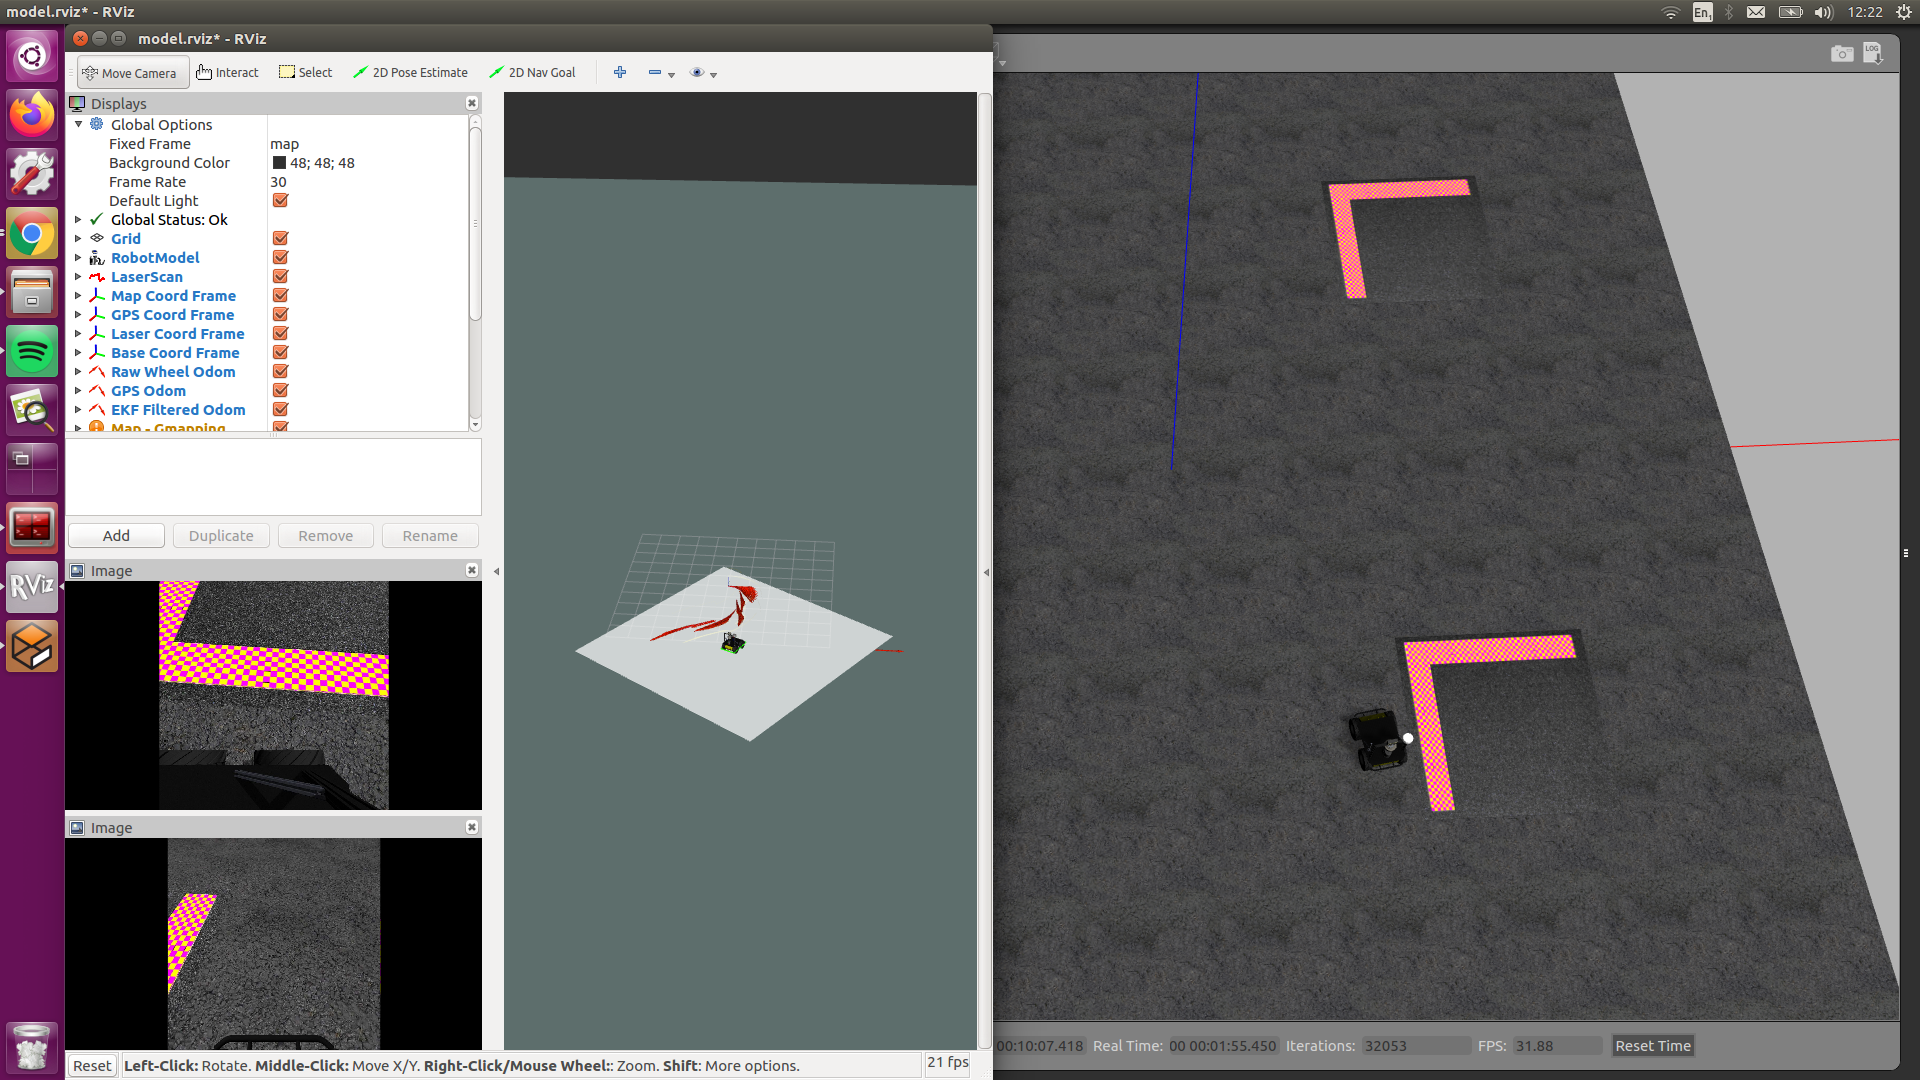 model.rviz* - RViz
En1
12:22
model.rviz* - RViz
LOG
Move Camera
Interact
Select
2D Pose Estimate
2D Nav Goal
Displays
Global Options
Fixed Frame map
Background Color 48; 48; 48
Frame Rate 30
Default Light
Global Status: Ok
Grid
RobotModel
LaserScan
Map Coord Frame
GPS Coord Frame
Laser Coord Frame
Base Coord Frame
Raw Wheel Odom
GPS Odom
EKF Filtered Odom
Map - Gmapping
Add
Duplicate
Remove
Rename
Image
RViz
Image
Reset
Left-Click: Rotate. Middle-Click: Move X/Y. Right-Click/Mouse Wheel:: Zoom. Shift: More options.
21 fps
00:10:07.418 Real Time: 00 00:01:55.450 Iterations: 32053 FPS: 31.88 Reset Time